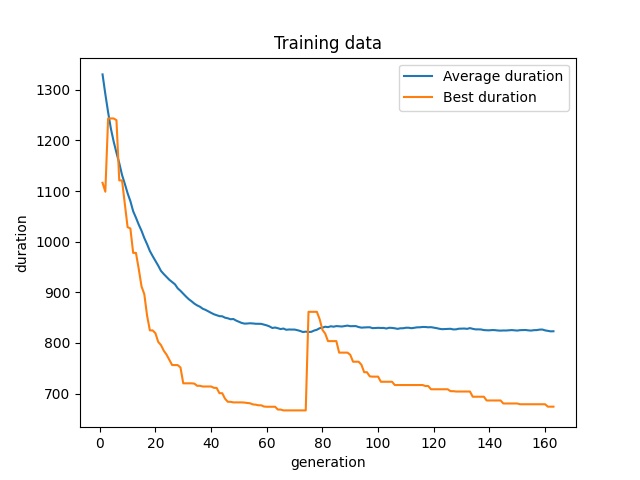 Training data
Average duration
Best duration
1300
1200
1100
1000
900
800
700
duration
0 20 40 60 80 100 120 140 160
generation